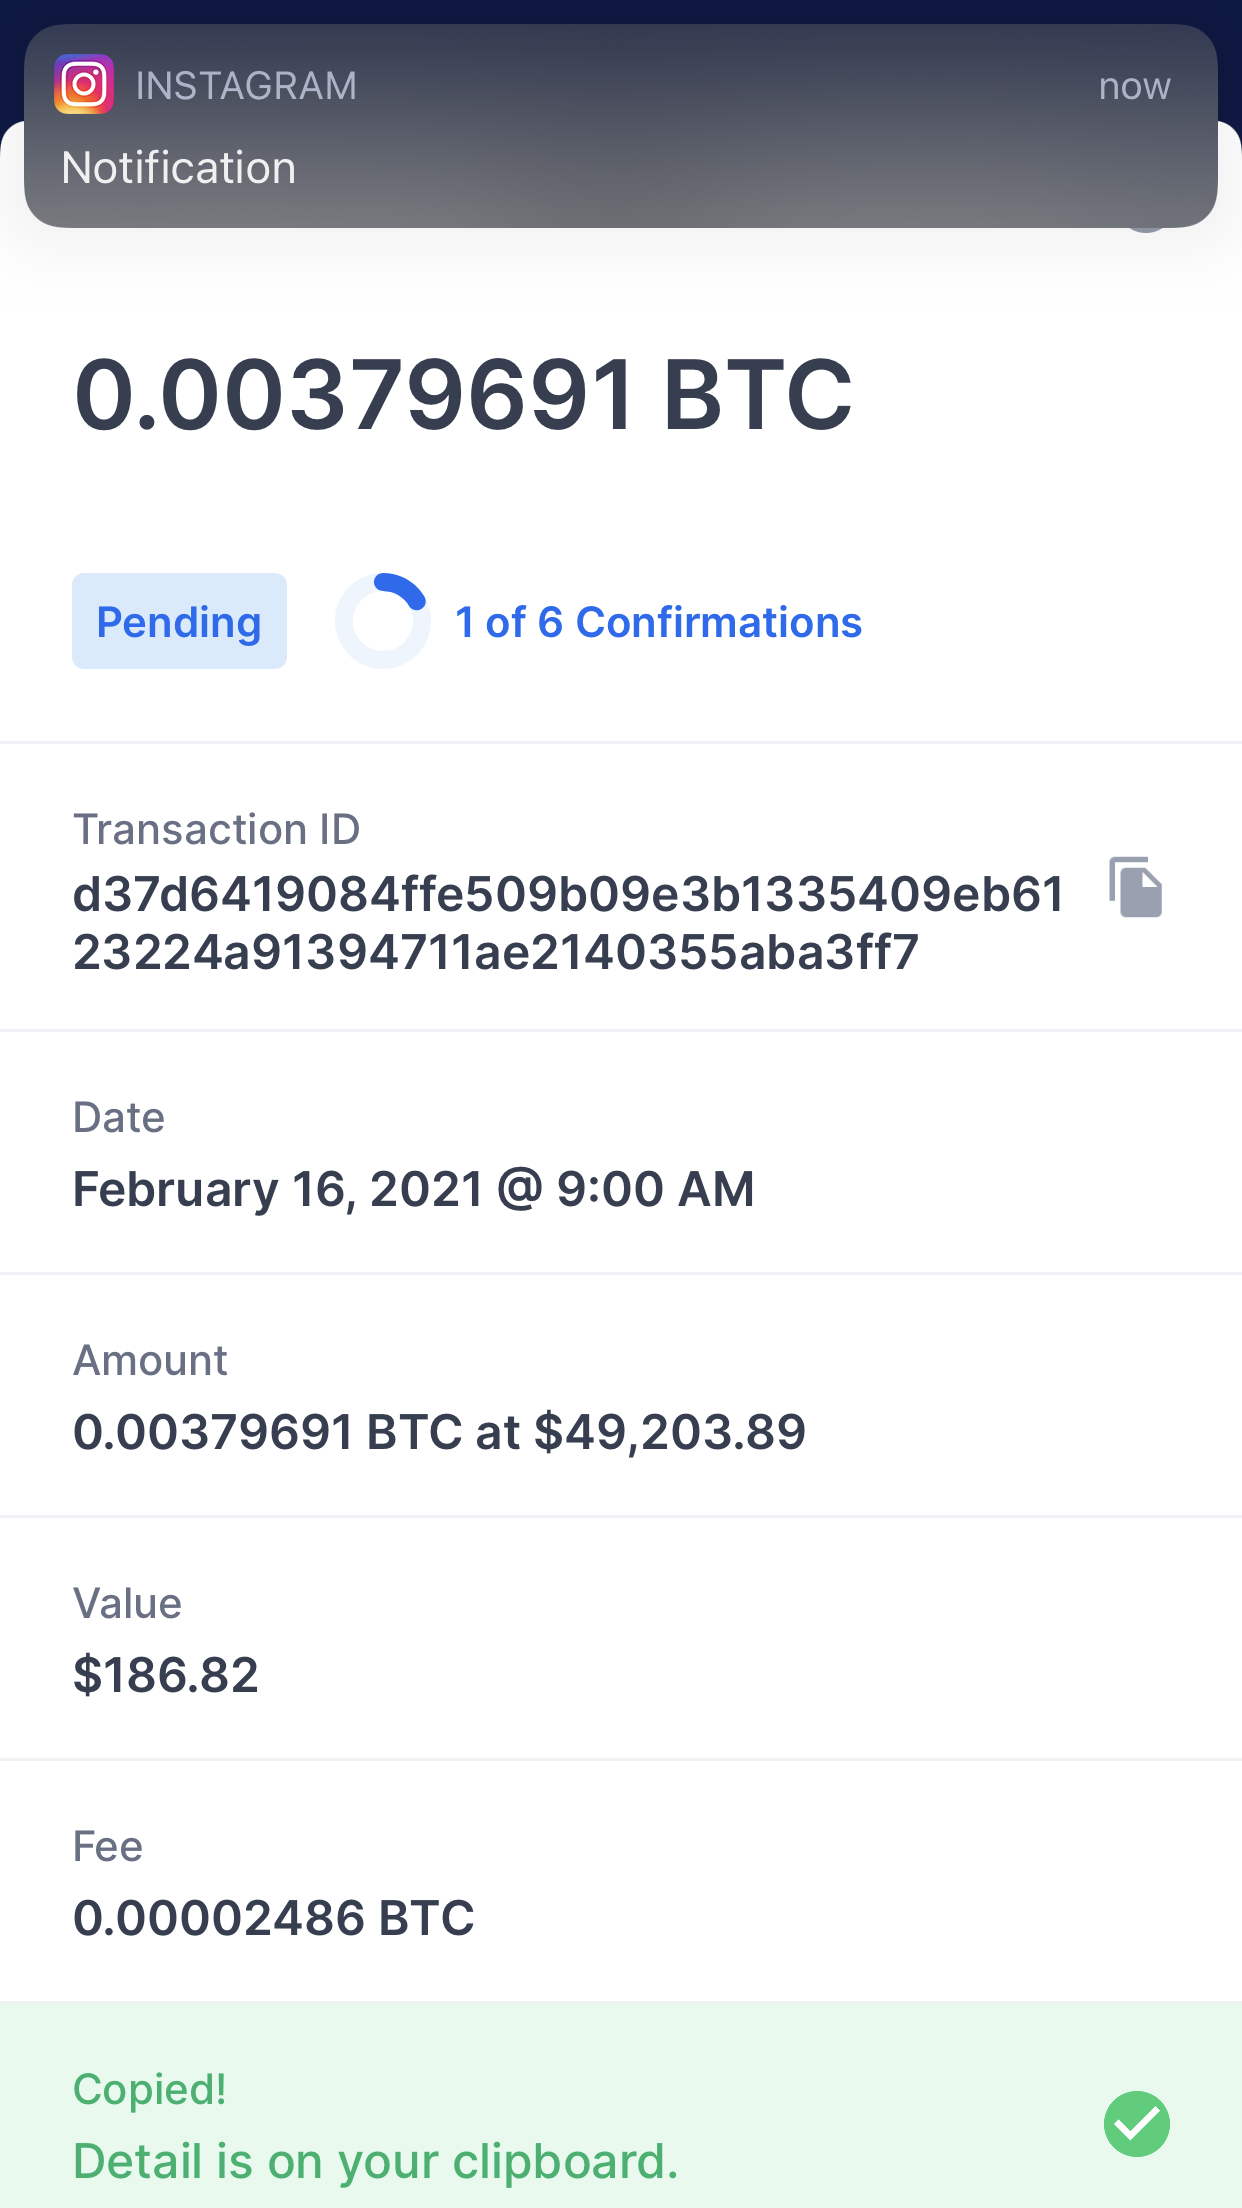 INSTAGRAM
now
Notification
0.00379691 BTC
Pending
1 of 6 Confirmations
Transaction ID
d37d6419084ffe509b09e3b1335409eb61
23224a91394711ae2140355aba3ff7
Date
February 16, 2021 @ 9:00 AM
Amount
0.00379691 BTC at $49,203.89
Value
$186.82
Fee
0.00002486 BTC
Copied!
Detail is on your clipboard.